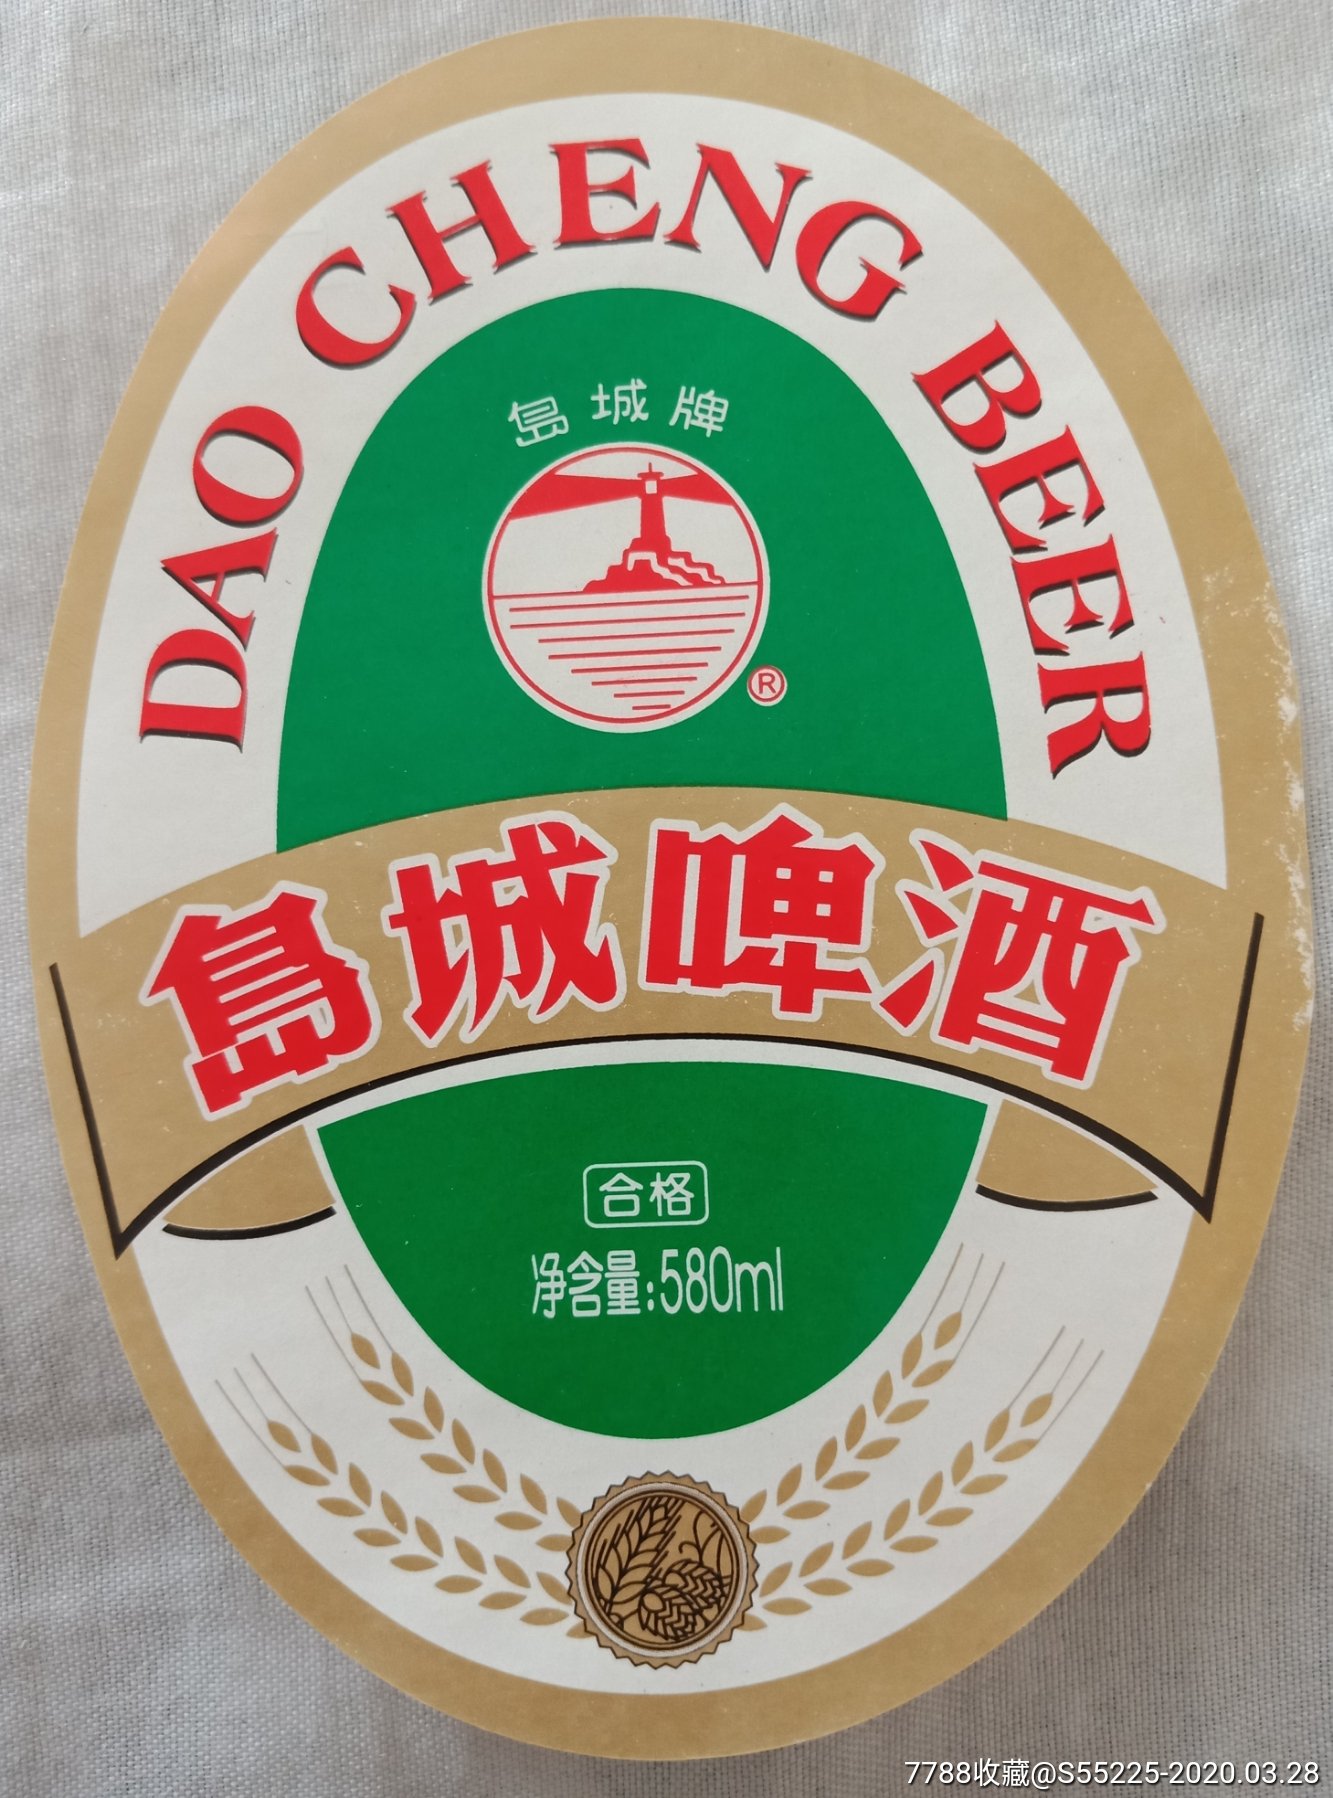 DAO CHENG BEER
島城牌
®
島城啤酒
合格
净含量:580ml
7788收藏@S55225-2020.03.28